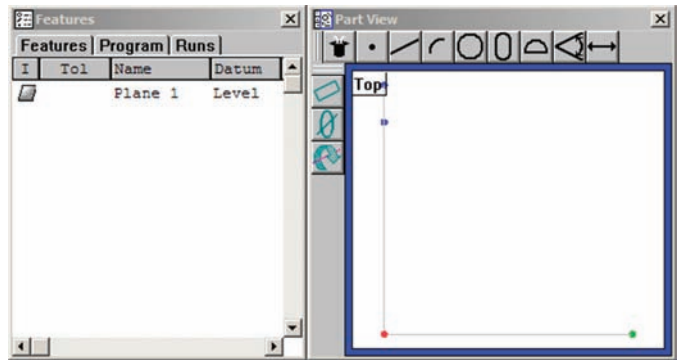 Features
Features Program Runs
I Tol Name Datum
Plane 1 Level
Part View
Top